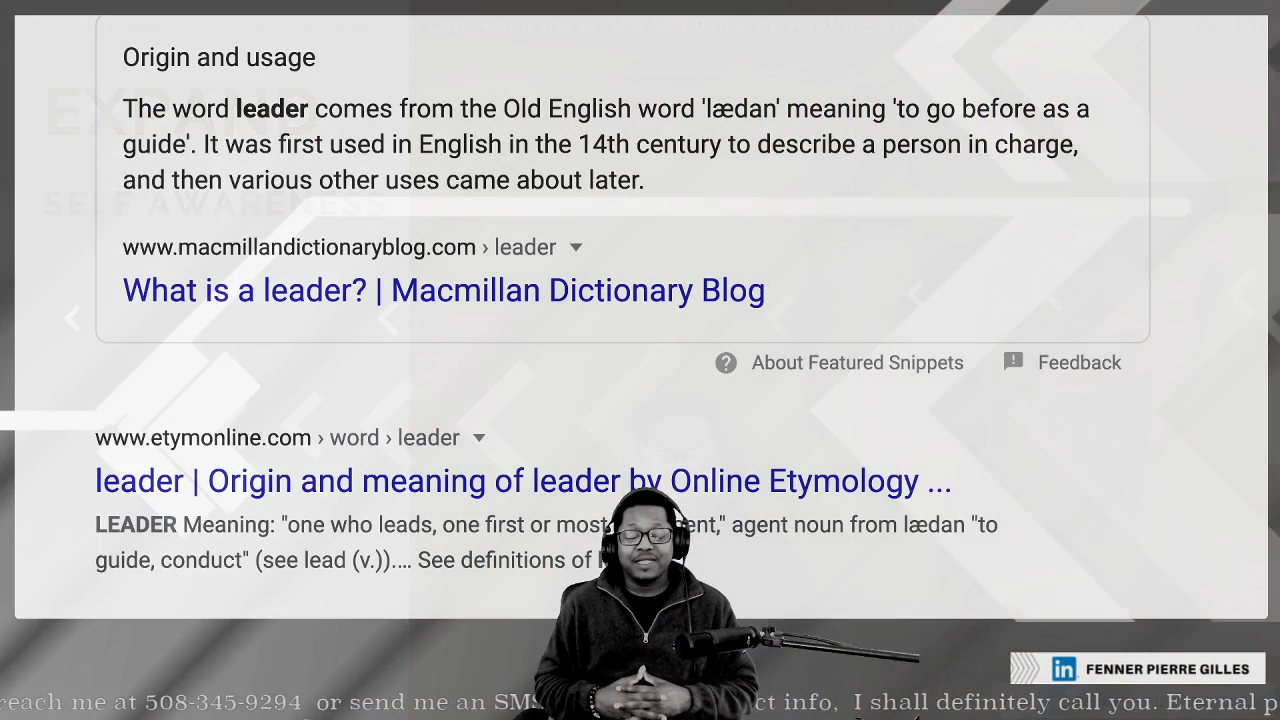 Origin and usage
The word leader comes from the Old English word 'lædan' meaning 'to go before as a
guide'. It was first used in English in the 14th century to describe a person in charge,
and then various other uses came about later.
EXPAND
SELF AWARENESS
www.macmillandictionaryblog.com › leader
What is a leader? | Macmillan Dictionary Blog
About Featured Snippets Feedback
www.etymonline.com › word › leader
leader | Origin and meaning of leader by Online Etymology ...
LEADER Meaning: "one who leads, one first or most ent," agent noun from lædan "to
guide, conduct" (see lead (v.)).... See definitions of
in FENNER PIERRE GILLES
reach me at 508-345-9294 or send me an SMS ct info, I shall definitely call you. Eternal p